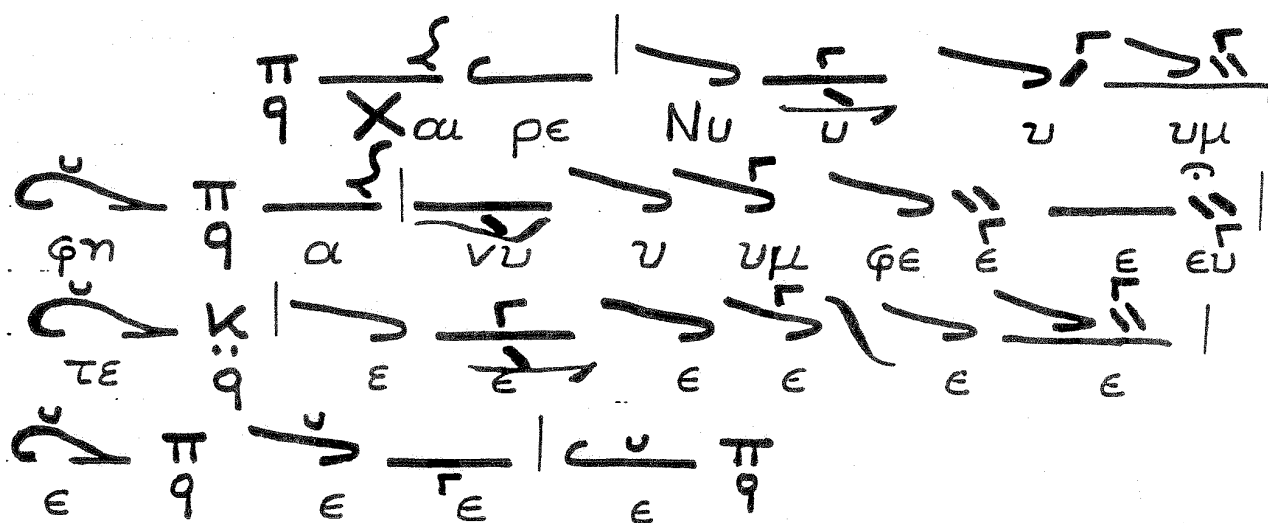 Χαι ρε Νυ υ υ υμ
φη α νυ υ υμ φε ε ε ευ
τε ε ε ε ε ε ε
ε ε ε ε